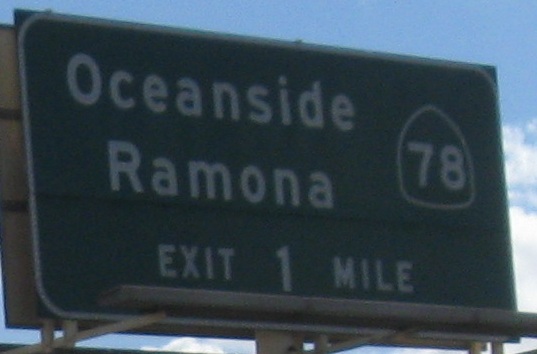 Oceanside
Ramona
78
EXIT 1 MILE